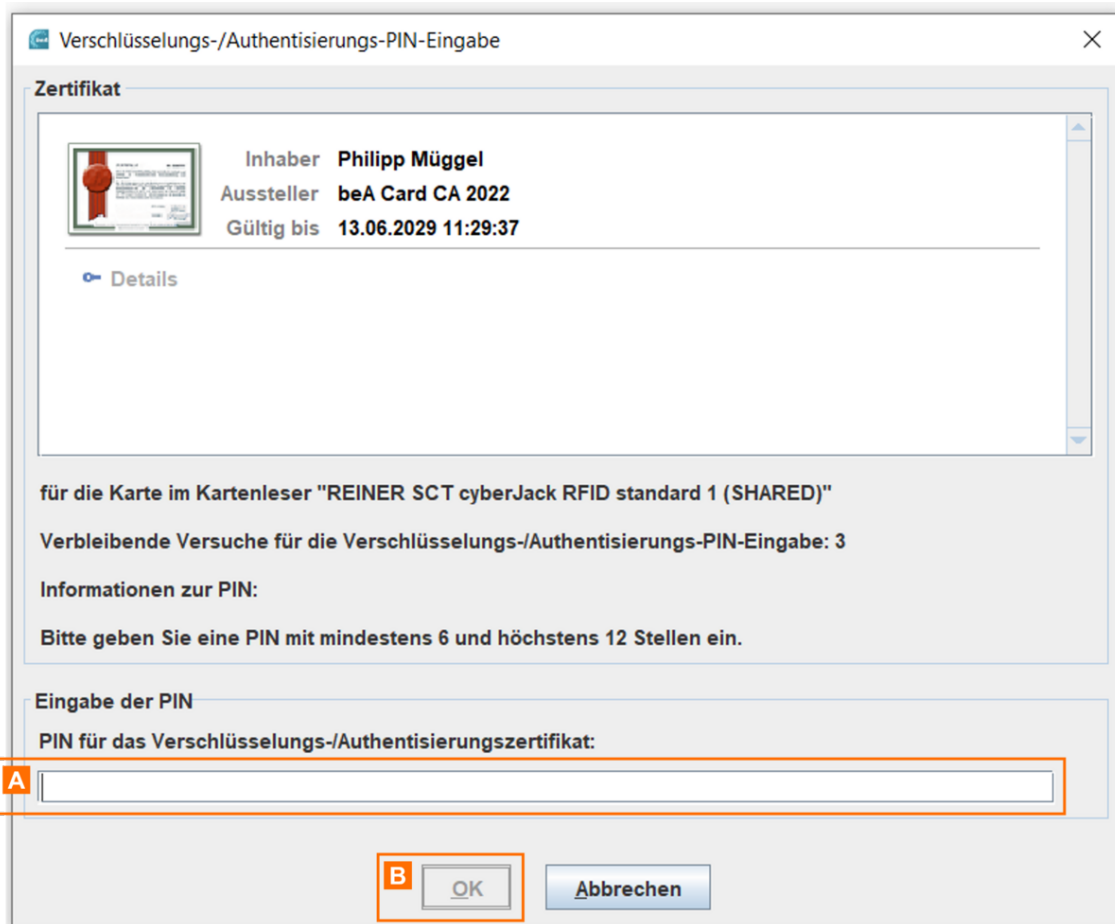 Verschlüsselungs-/Authentisierungs-PIN-Eingabe
Zertifikat
Inhaber Philipp Müggel
Aussteller beA Card CA 2022
Gültig bis 13.06.2029 11:29:37
Details
für die Karte im Kartenleser "REINER SCT cyberJack RFID standard 1 (SHARED)"
Verbleibende Versuche für die Verschlüsselungs-/Authentisierungs-PIN-Eingabe: 3
Informationen zur PIN:
Bitte geben Sie eine PIN mit mindestens 6 und höchstens 12 Stellen ein.
Eingabe der PIN
PIN für das Verschlüsselungs-/Authentisierungszertifikat:
A
B
OK Abbrechen